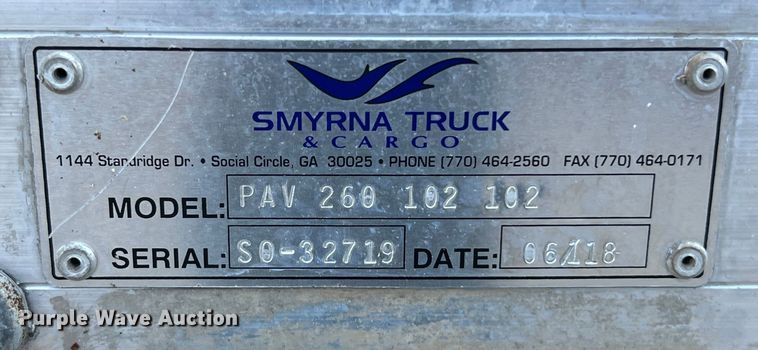 SMYRNA TRUCK
& CARGO
1144 Standridge Dr. • Social Circle, GA 30025 • PHONE (770) 464-2560 FAX (770) 464-0171
MODEL: PAV 260 102 102
SERIAL: SO-32719 DATE: 06/18
Purple Wave Auction